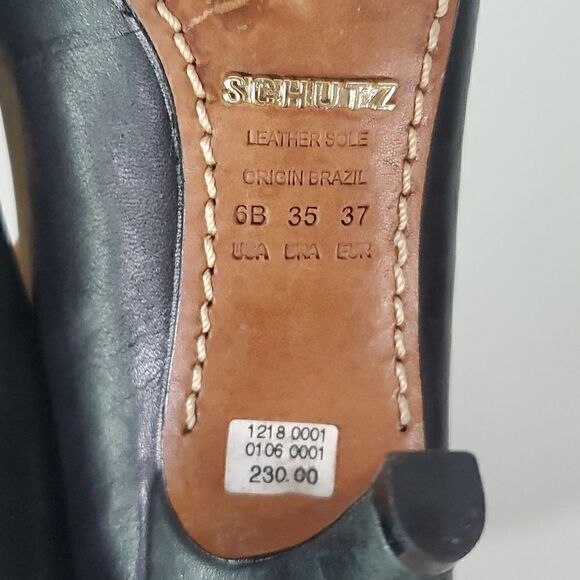 SCHUTZ
LEATHER SOLE
ORIGIN BRAZIL
6B 35 37
USA BRA EUR
1218 0001
0106 0001
230.00